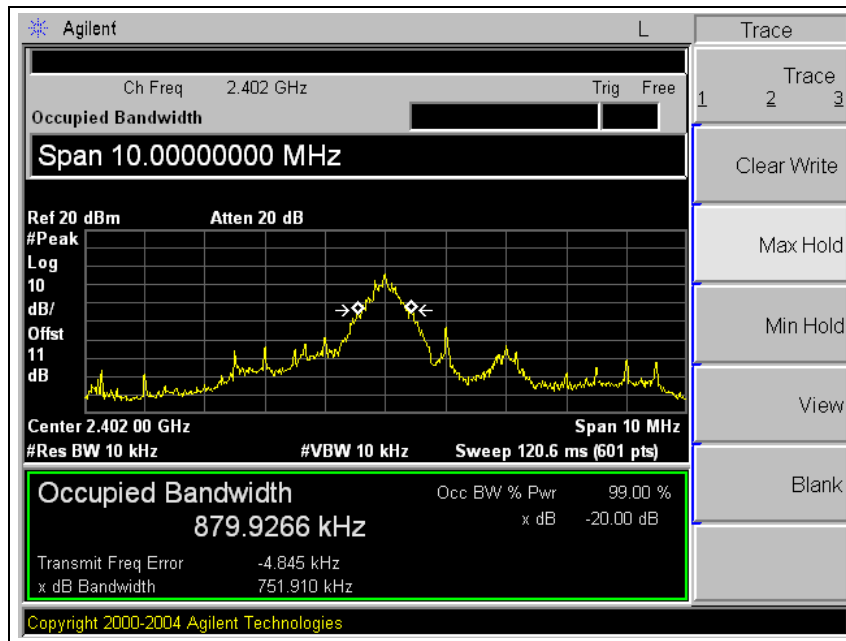 Agilent L Trace
Ch Freq 2.402 GHz Trig Free
Occupied Bandwidth
Span 10.00000000 MHz
Ref 20 dBm Atten 20 dB
#Peak
Log
10
dB/
Offst
11
dB
Center 2.402 00 GHz Span 10 MHz
#Res BW 10 kHz #VBW 10 kHz Sweep 120.6 ms (601 pts)
Occupied Bandwidth Occ BW % Pwr 99.00 %
879.9266 kHz x dB -20.00 dB
Transmit Freq Error -4.845 kHz
x dB Bandwidth 751.910 kHz
Copyright 2000-2004 Agilent Technologies
Trace
1 2 3
Clear Write
Max Hold
Min Hold
View
Blank